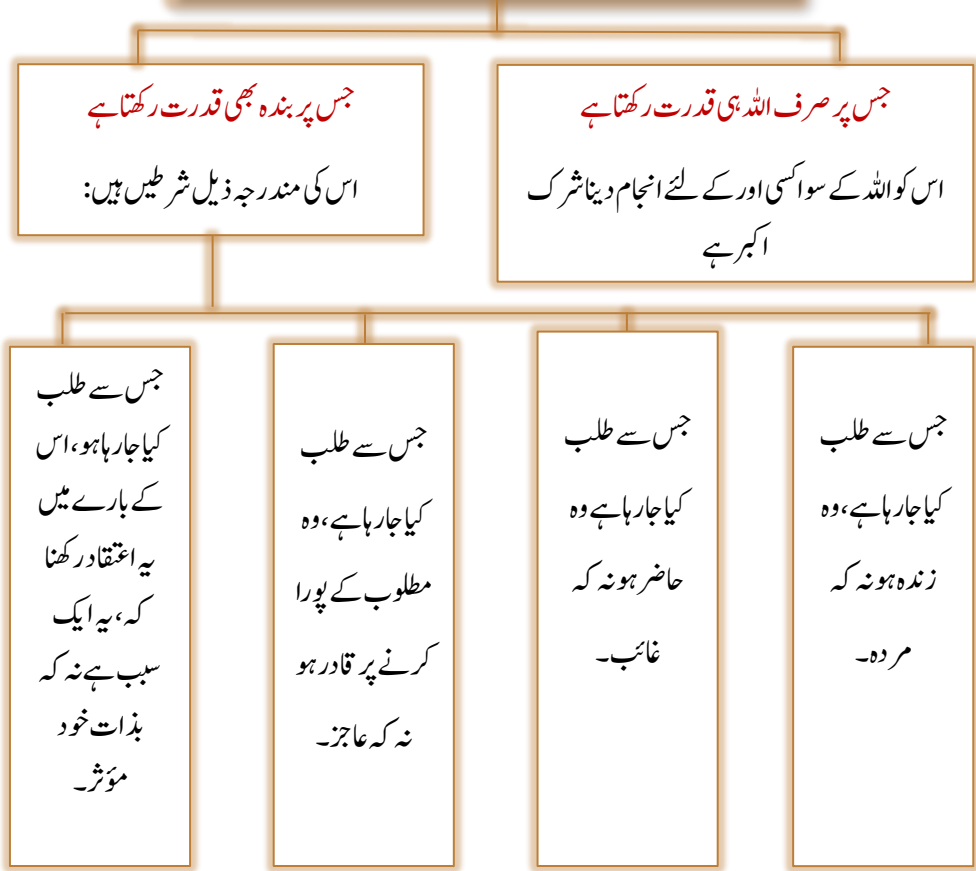 جس پر صرف اللہ ہی قدرت رکھتا ہے
اس کو اللہ کے سوا کسی اور کے لئے انجام دینا شرک
اکبر ہے
جس پر بندہ بھی قدرت رکھتا ہے
اس کی مندرجہ ذیل شرطیں ہیں:
جس سے طلب
کیا جارہا ہے، وہ
زندہ ہو نہ کہ
مردہ۔
جس سے طلب
کیا جارہا ہے وہ
حاضر ہو نہ کہ
غائب۔
جس سے طلب
کیا جارہا ہے، وہ
مطلوب کے پورا
کرنے پر قادر ہو
نہ کہ عاجز۔
جس سے طلب
کیا جارہا ہو، اس
کے بارے میں
یہ اعتقاد رکھنا
کہ، یہ ایک
سبب ہے نہ کہ
بذات خود
مؤثر۔